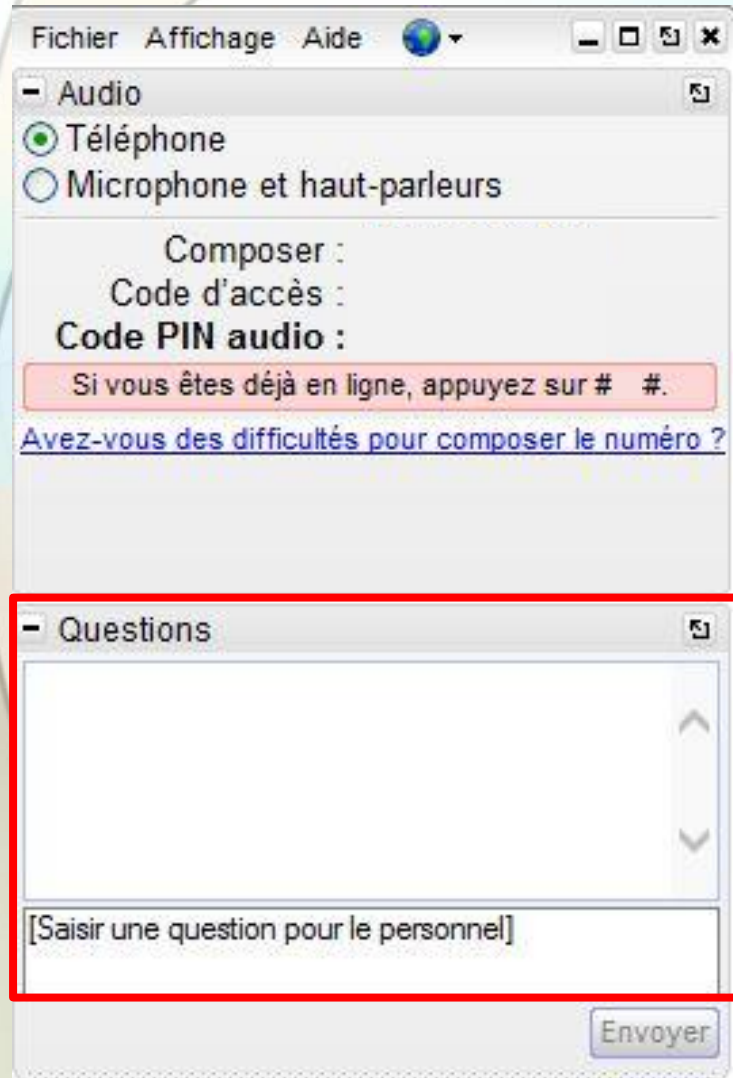 Fichier Affichage Aide
- Audio
Téléphone
Microphone et haut-parleurs
Composer :
Code d'accès :
Code PIN audio :
Si vous êtes déjà en ligne, appuyez sur # #.
Avez-vous des difficultés pour composer le numéro ?
- Questions
[Saisir une question pour le personnel]
Envoyer